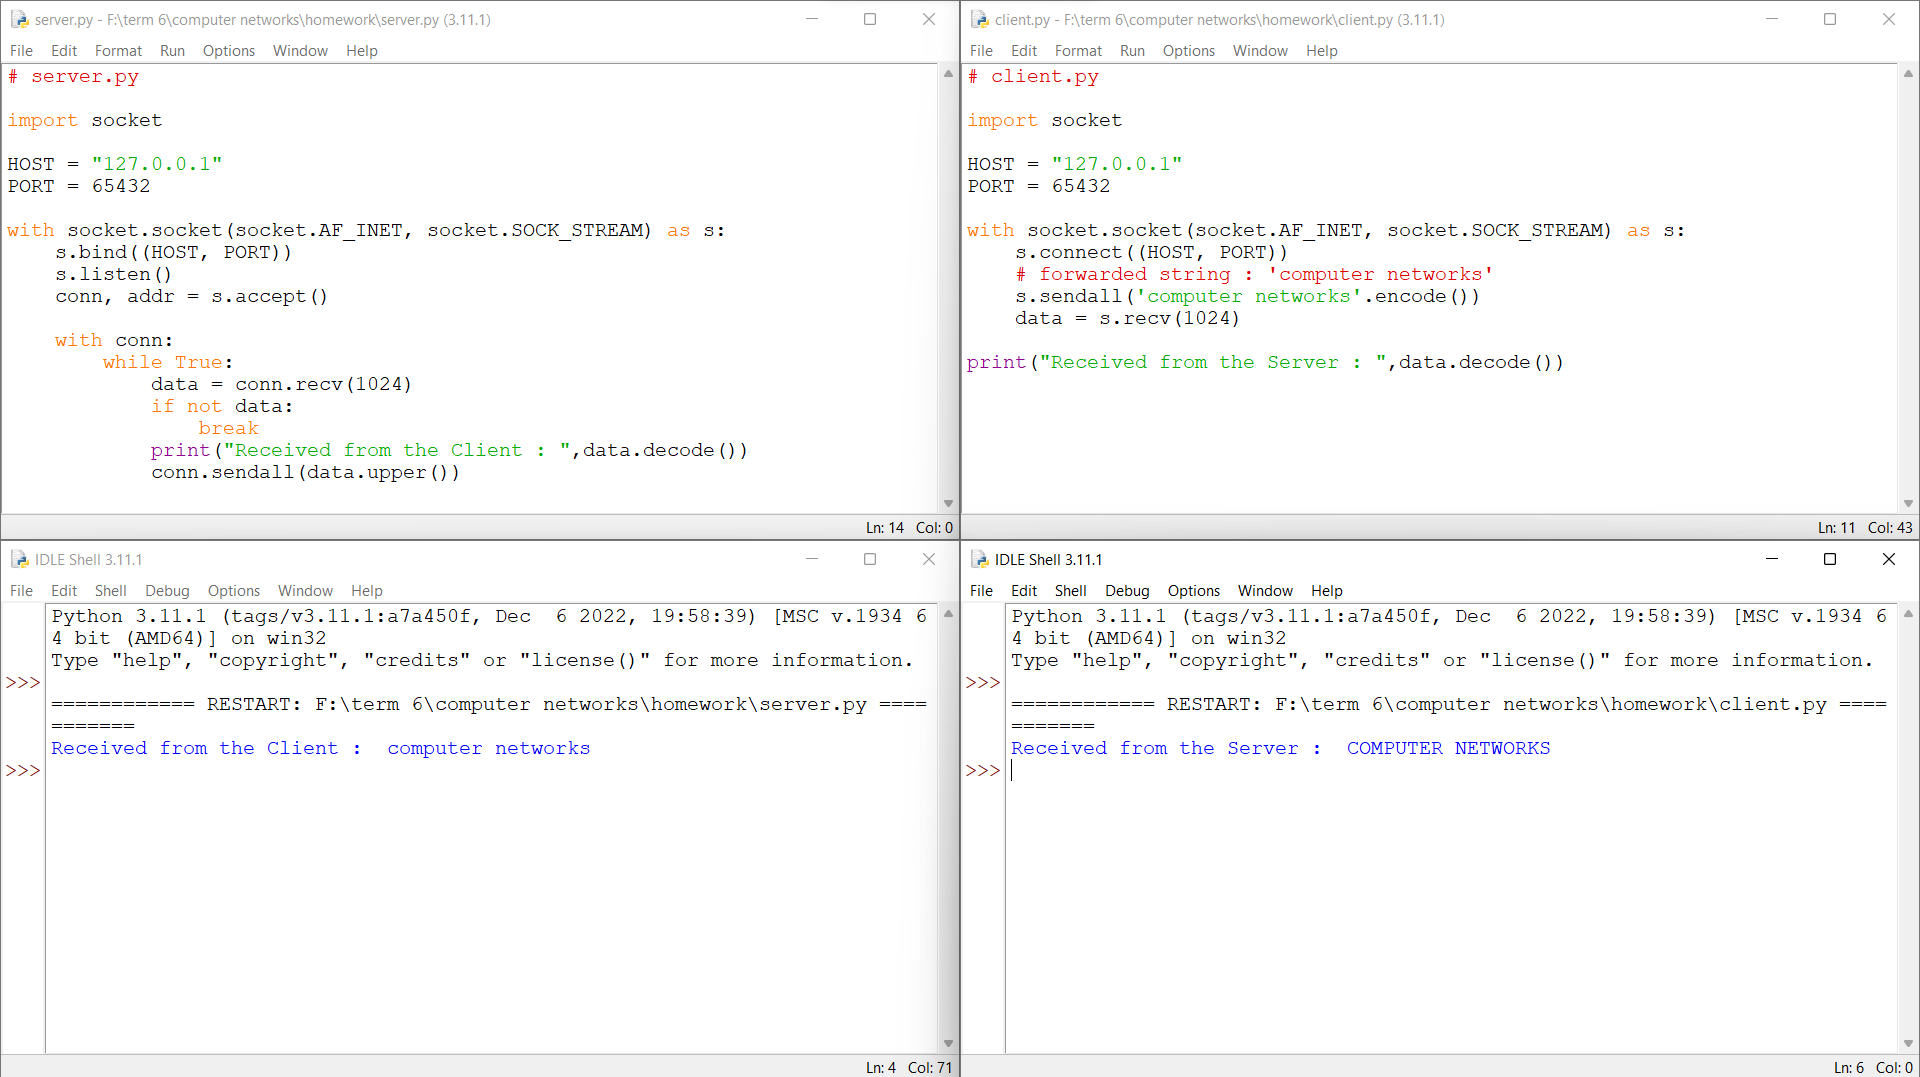 server.py - F:\term 6\computer networks\homework\server.py (3.11.1)
File Edit Format Run Options Window Help
# server.py

import socket

HOST = "127.0.0.1"
PORT = 65432

with socket.socket(socket.AF_INET, socket.SOCK_STREAM) as s:
    s.bind((HOST, PORT))
    s.listen()
    conn, addr = s.accept()

    with conn:
        while True:
            data = conn.recv(1024)
            if not data:
                break
            print("Received from the Client : ",data.decode())
            conn.sendall(data.upper())
Ln: 14 Col: 0
client.py - F:\term 6\computer networks\homework\client.py (3.11.1)
File Edit Format Run Options Window Help
# client.py

import socket

HOST = "127.0.0.1"
PORT = 65432

with socket.socket(socket.AF_INET, socket.SOCK_STREAM) as s:
    s.connect((HOST, PORT))
    # forwarded string : 'computer networks'
    s.sendall('computer networks'.encode())
    data = s.recv(1024)

print("Received from the Server : ",data.decode())
Ln: 11 Col: 43
IDLE Shell 3.11.1
File Edit Shell Debug Options Window Help
Python 3.11.1 (tags/v3.11.1:a7a450f, Dec  6 2022, 19:58:39) [MSC v.1934 6
4 bit (AMD64)] on win32
Type "help", "copyright", "credits" or "license()" for more information.
>>>
============ RESTART: F:\term 6\computer networks\homework\server.py ====
=======
Received from the Client :  computer networks
>>>
Ln: 4 Col: 71
IDLE Shell 3.11.1
File Edit Shell Debug Options Window Help
Python 3.11.1 (tags/v3.11.1:a7a450f, Dec  6 2022, 19:58:39) [MSC v.1934 6
4 bit (AMD64)] on win32
Type "help", "copyright", "credits" or "license()" for more information.
>>>
============ RESTART: F:\term 6\computer networks\homework\client.py ====
=======
Received from the Server :  COMPUTER NETWORKS
>>>
Ln: 6 Col: 0